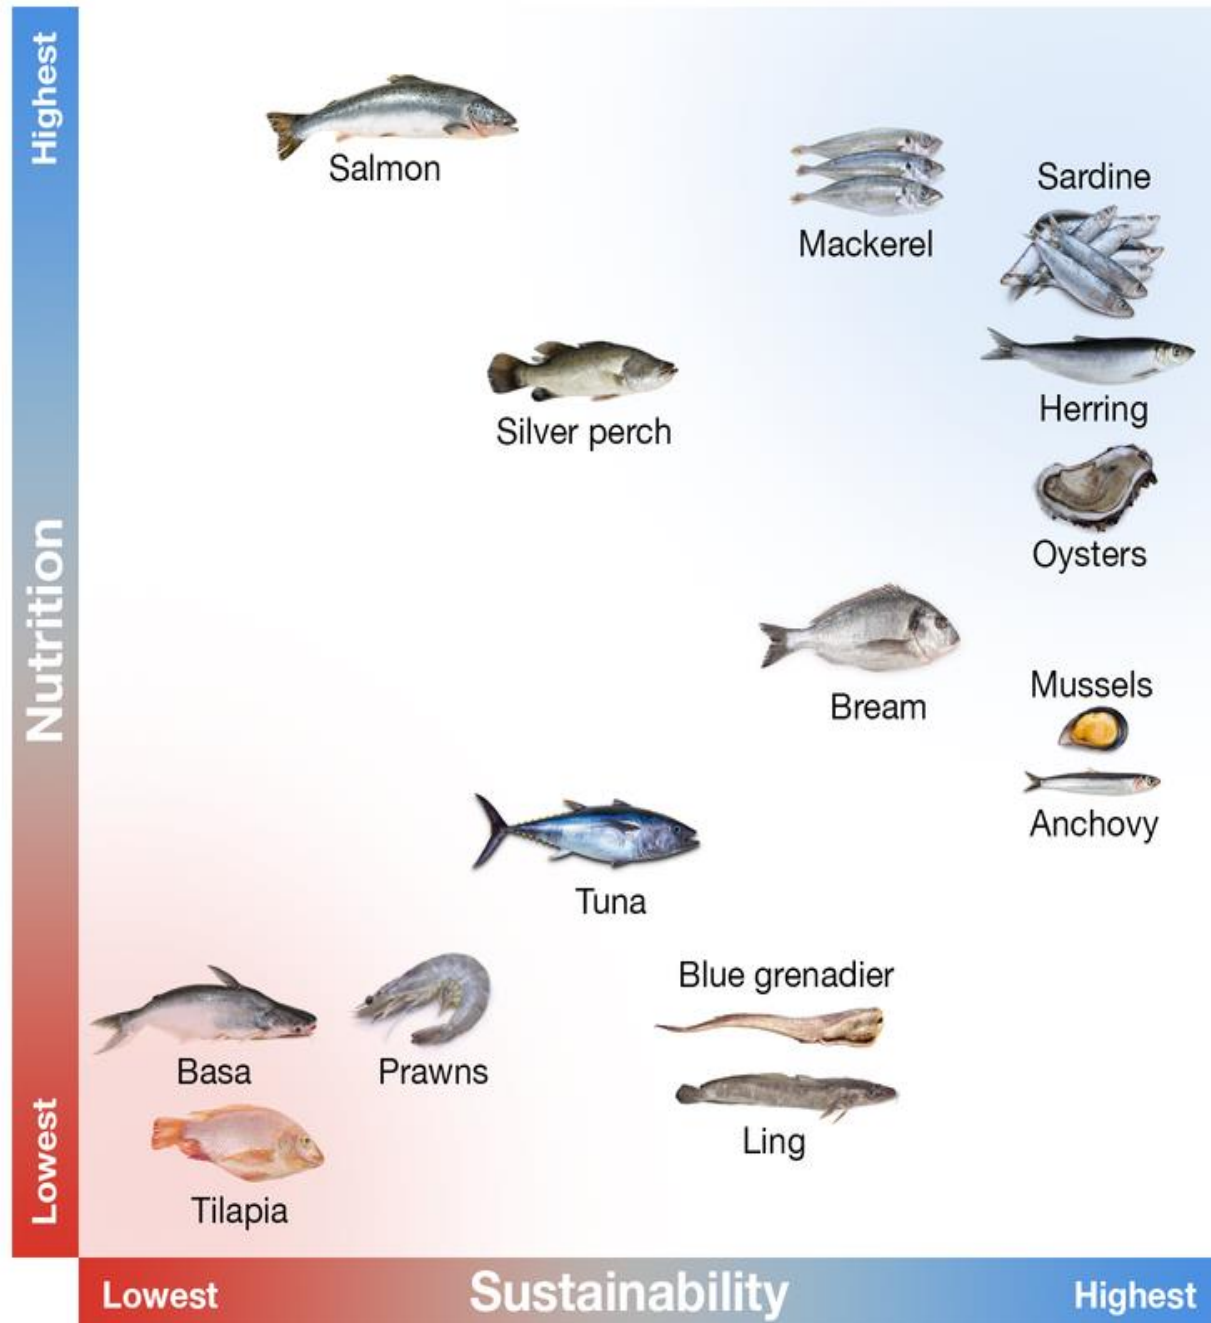 Highest
Salmon
Sardine
Mackerel
Herring
Silver perch
Oysters
Nutrition
Mussels
Bream
Anchovy
Tuna
Blue grenadier
Basa
Prawns
Ling
Lowest
Tilapia
Lowest
Sustainability
Highest